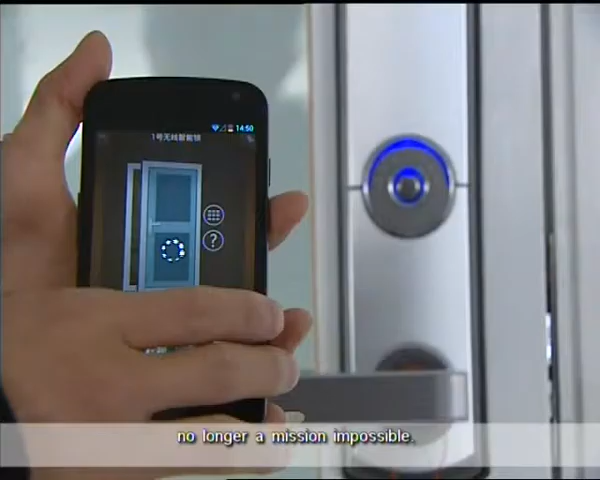 14:50
1号无线智能锁
?
no longer a mission impossible.